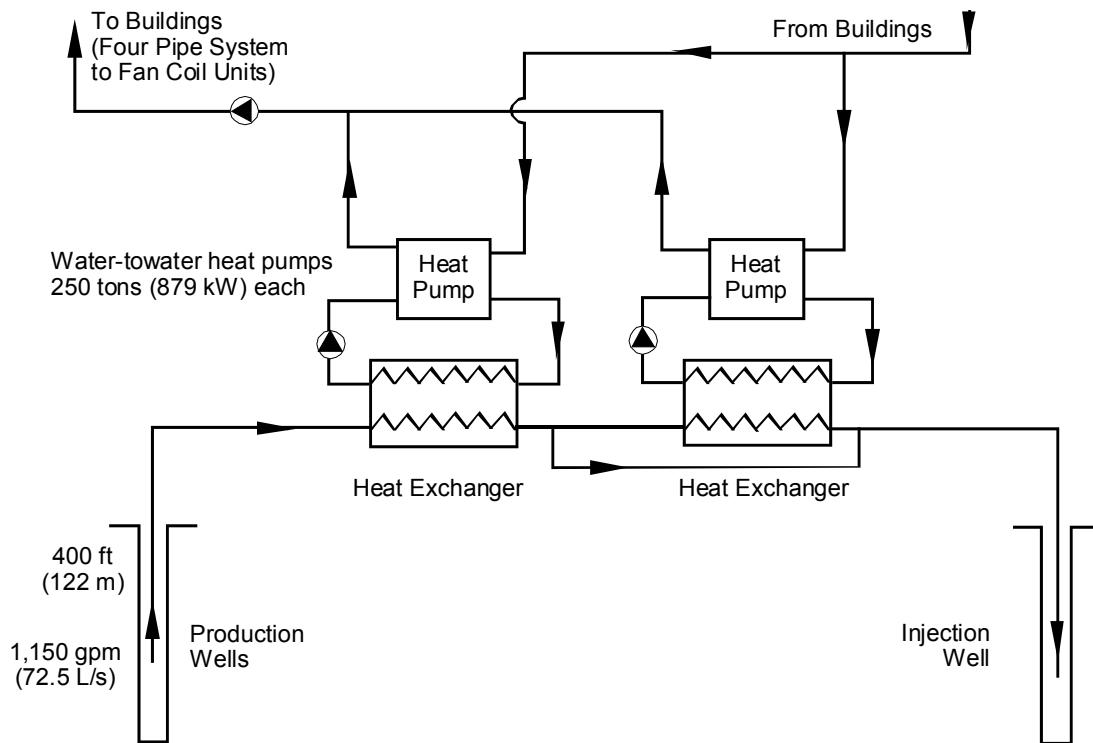 To Buildings
(Four Pipe System
to Fan Coil Units)
From Buildings
Water-towater heat pumps
250 tons (879 kW) each
Heat
Pump
Heat
Pump
Heat Exchanger
Heat Exchanger
400 ft
(122 m)
1,150 gpm
(72.5 L/s)
Production
Wells
Injection
Well